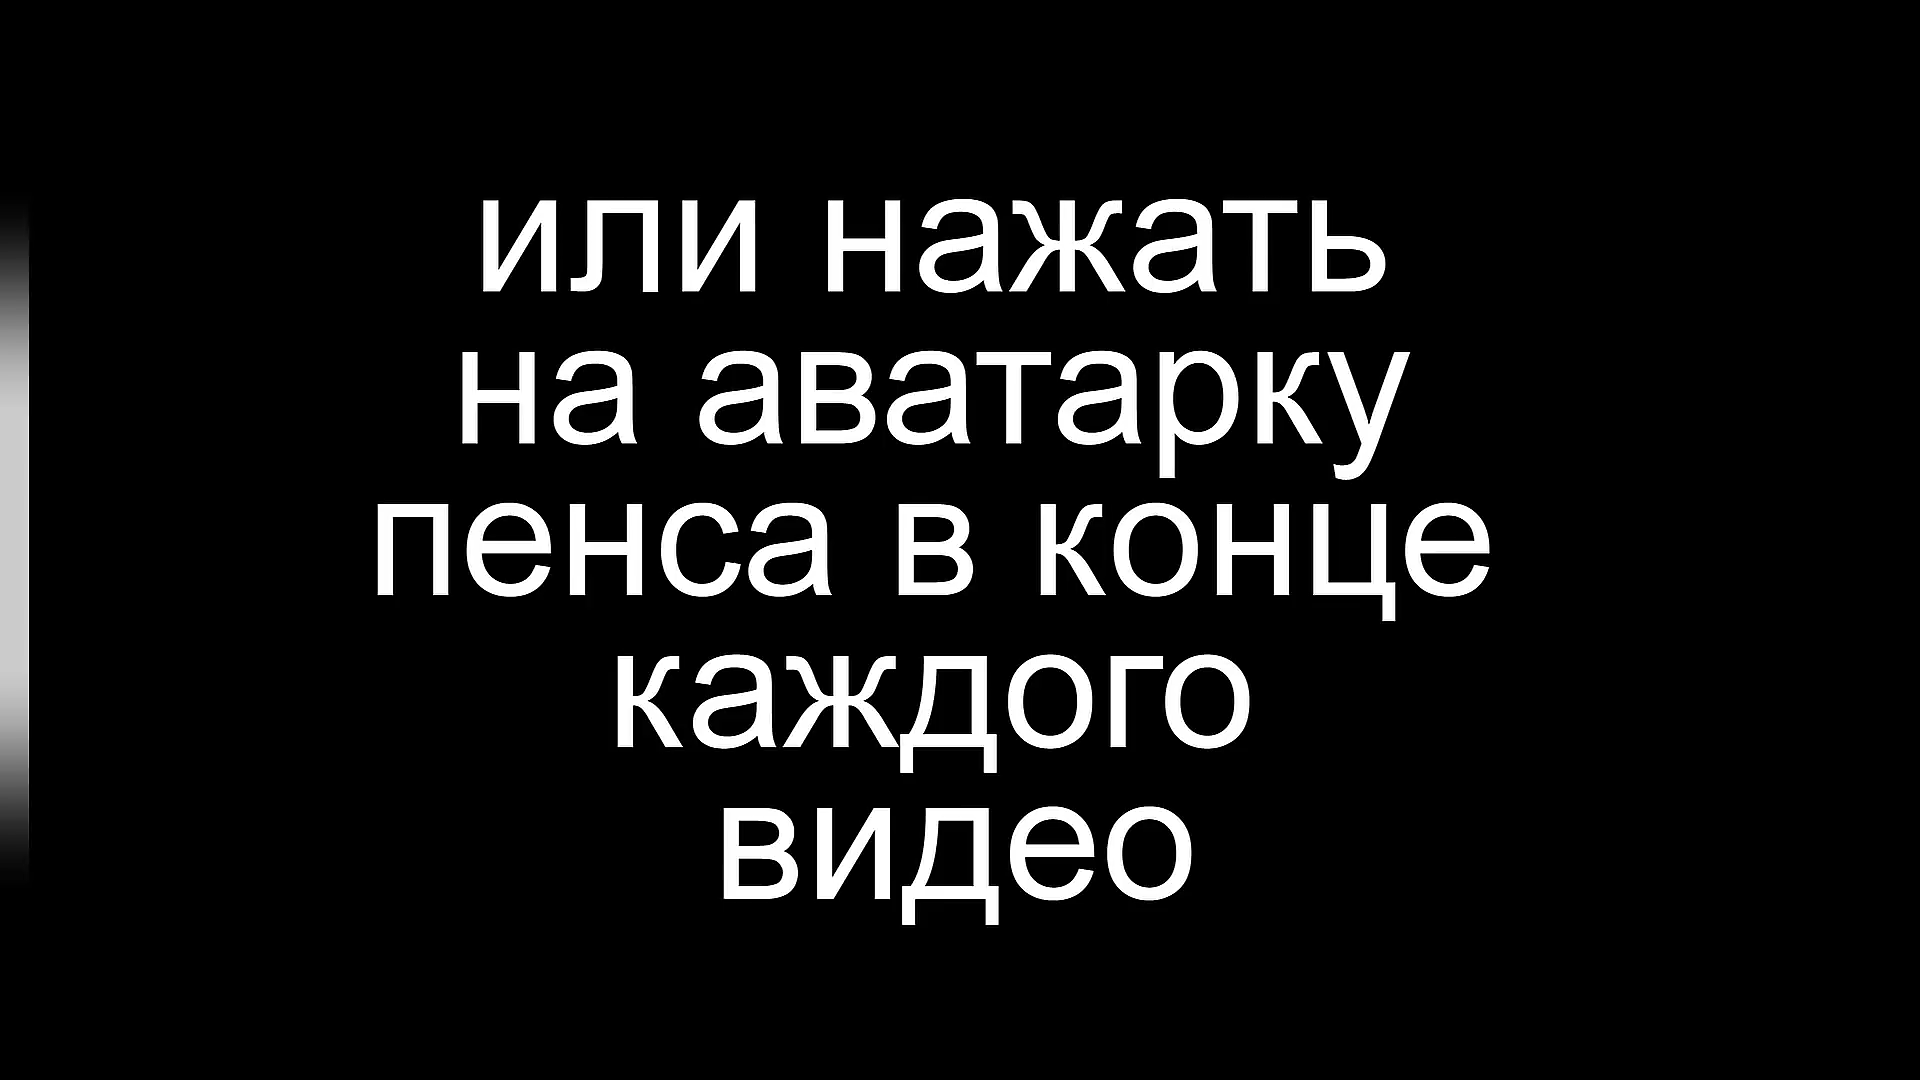 или нажать
на аватарку
пенса в конце
каждого
видео